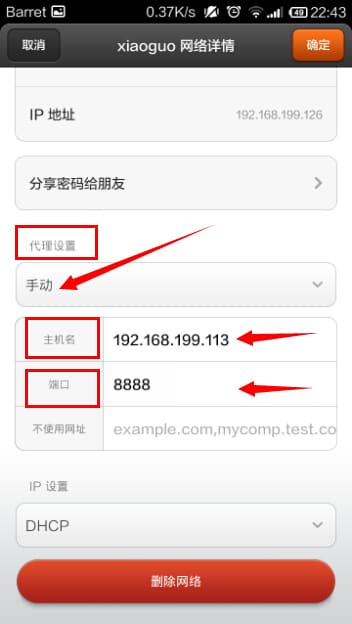 Barret 0.37K/s 49 22:43
取消 xiaoguo 网络详情 确定
IP 地址 192.168.199.126
分享密码给朋友
代理设置
手动
主机名 192.168.199.113
端口 8888
不使用网址 example.com,mycomp.test.co
IP 设置
DHCP
删除网络